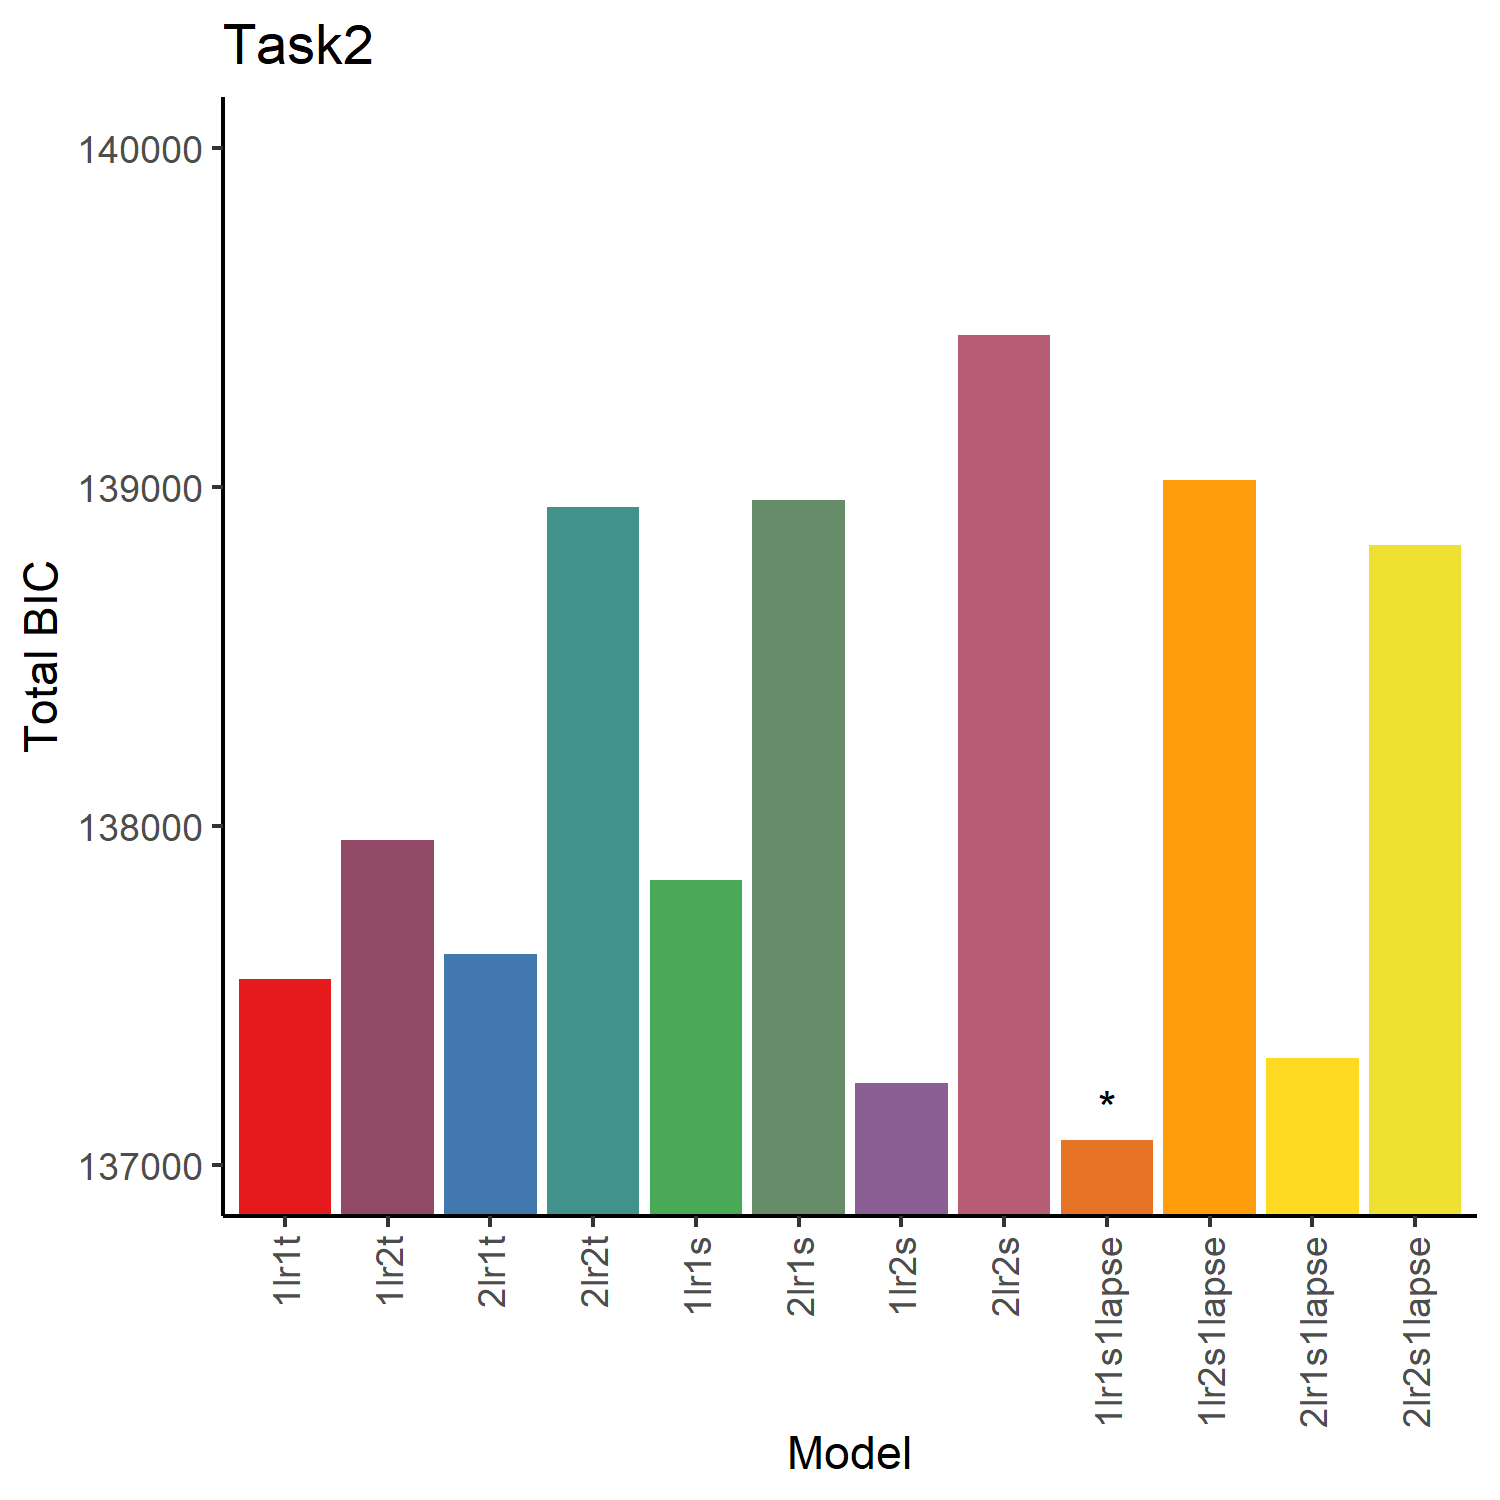 Task2
Total BIC
140000
139000
138000
137000
*
1lr1t
1lr2t
2lr1t
2lr2t
1lr1s
2lr1s
1lr2s
2lr2s
1lr1s1lapse
1lr2s1lapse
2lr1s1lapse
2lr2s1lapse
Model